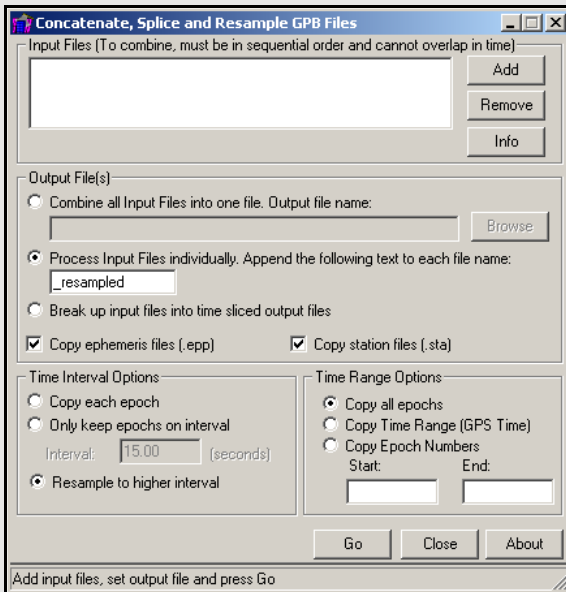 Concatenate, Splice and Resample GPB Files
Input Files (To combine, must be in sequential order and cannot overlap in time)
Add
Remove
Info
Output File(s)
Combine all Input Files into one file. Output file name:
Browse
Process Input Files individually. Append the following text to each file name:
_resampled
Break up input files into time sliced output files
Copy ephemeris files (.epp)
Copy station files (.sta)
Time Interval Options
Copy each epoch
Only keep epochs on interval
Interval: 15.00 (seconds)
Resample to higher interval
Time Range Options
Copy all epochs
Copy Time Range (GPS Time)
Copy Epoch Numbers
Start: End:
Go Close About
Add input files, set output file and press Go